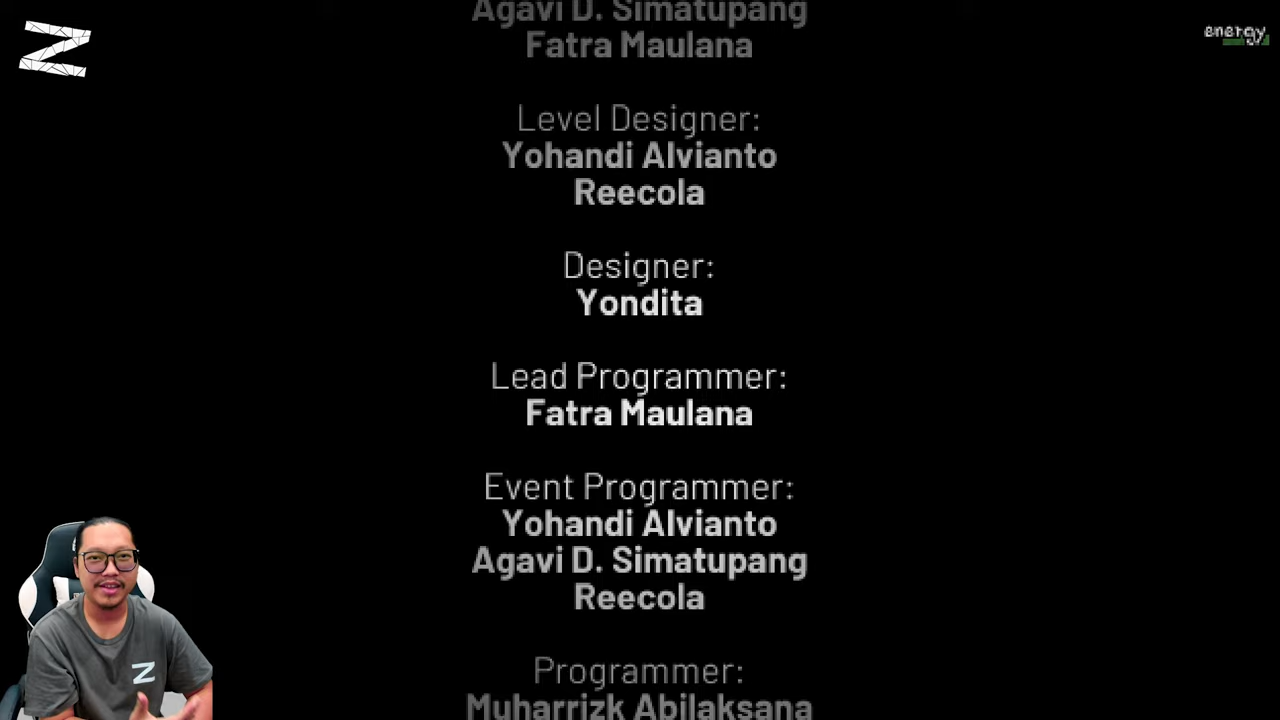 Z
energy
Agavi D. Simatupang
Fatra Maulana
Level Designer:
Yohandi Alvianto
Reecola
Designer:
Yondita
Lead Programmer:
Fatra Maulana
Event Programmer:
Yohandi Alvianto
Agavi D. Simatupang
Reecola
Programmer:
Muharrizk Abilaksana
Z